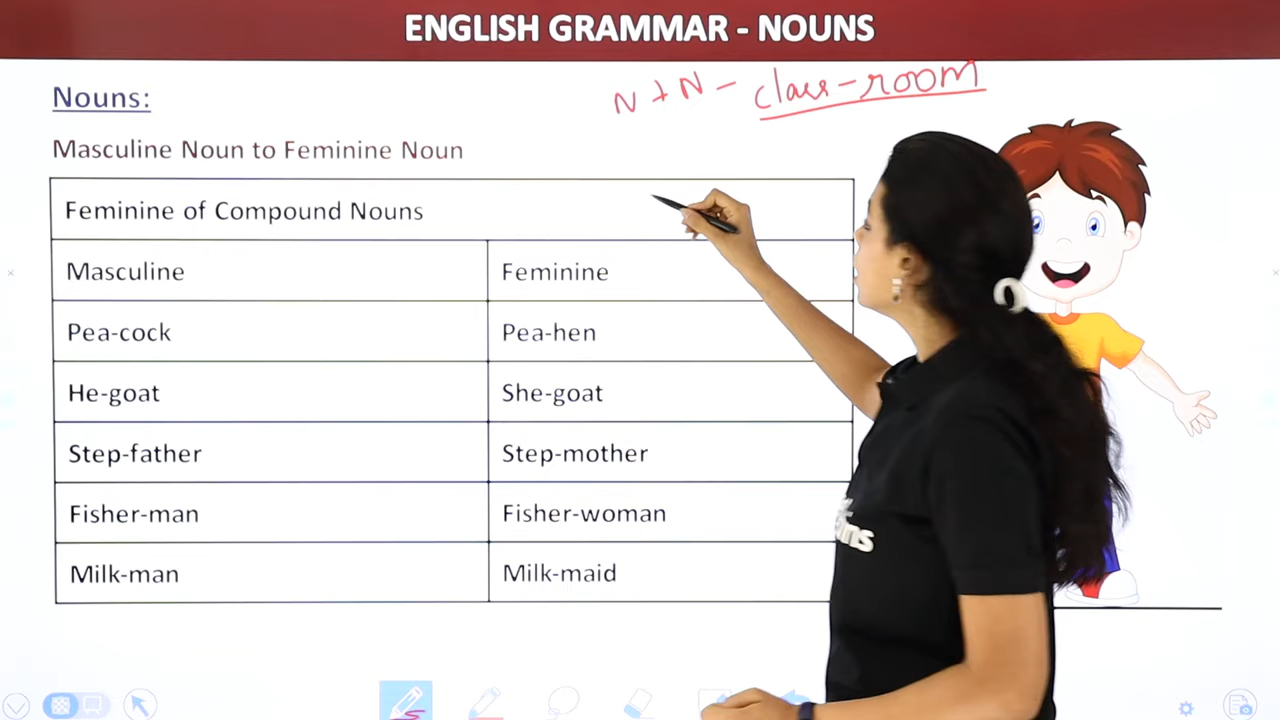 ENGLISH GRAMMAR - NOUNS
N + N - class-room
Nouns:
Masculine Noun to Feminine Noun
Feminine of Compound Nouns
Masculine Feminine
Pea-cock Pea-hen
He-goat She-goat
Step-father Step-mother
Fisher-man Fisher-woman
Milk-man Milk-maid